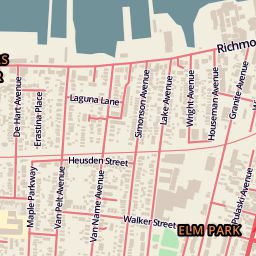 Richmo
S
R
De Hart Avenue
Erastina Place
Laguna Lane
Simonson Avenue
Lake Avenue
Wright Avenue
Houseman Avenue
Granite Avenue
Heusden Street
Maple Parkway
Van Pelt Avenue
Van Name Avenue
Walker Street
ELM PARK
Pulaski Avenue